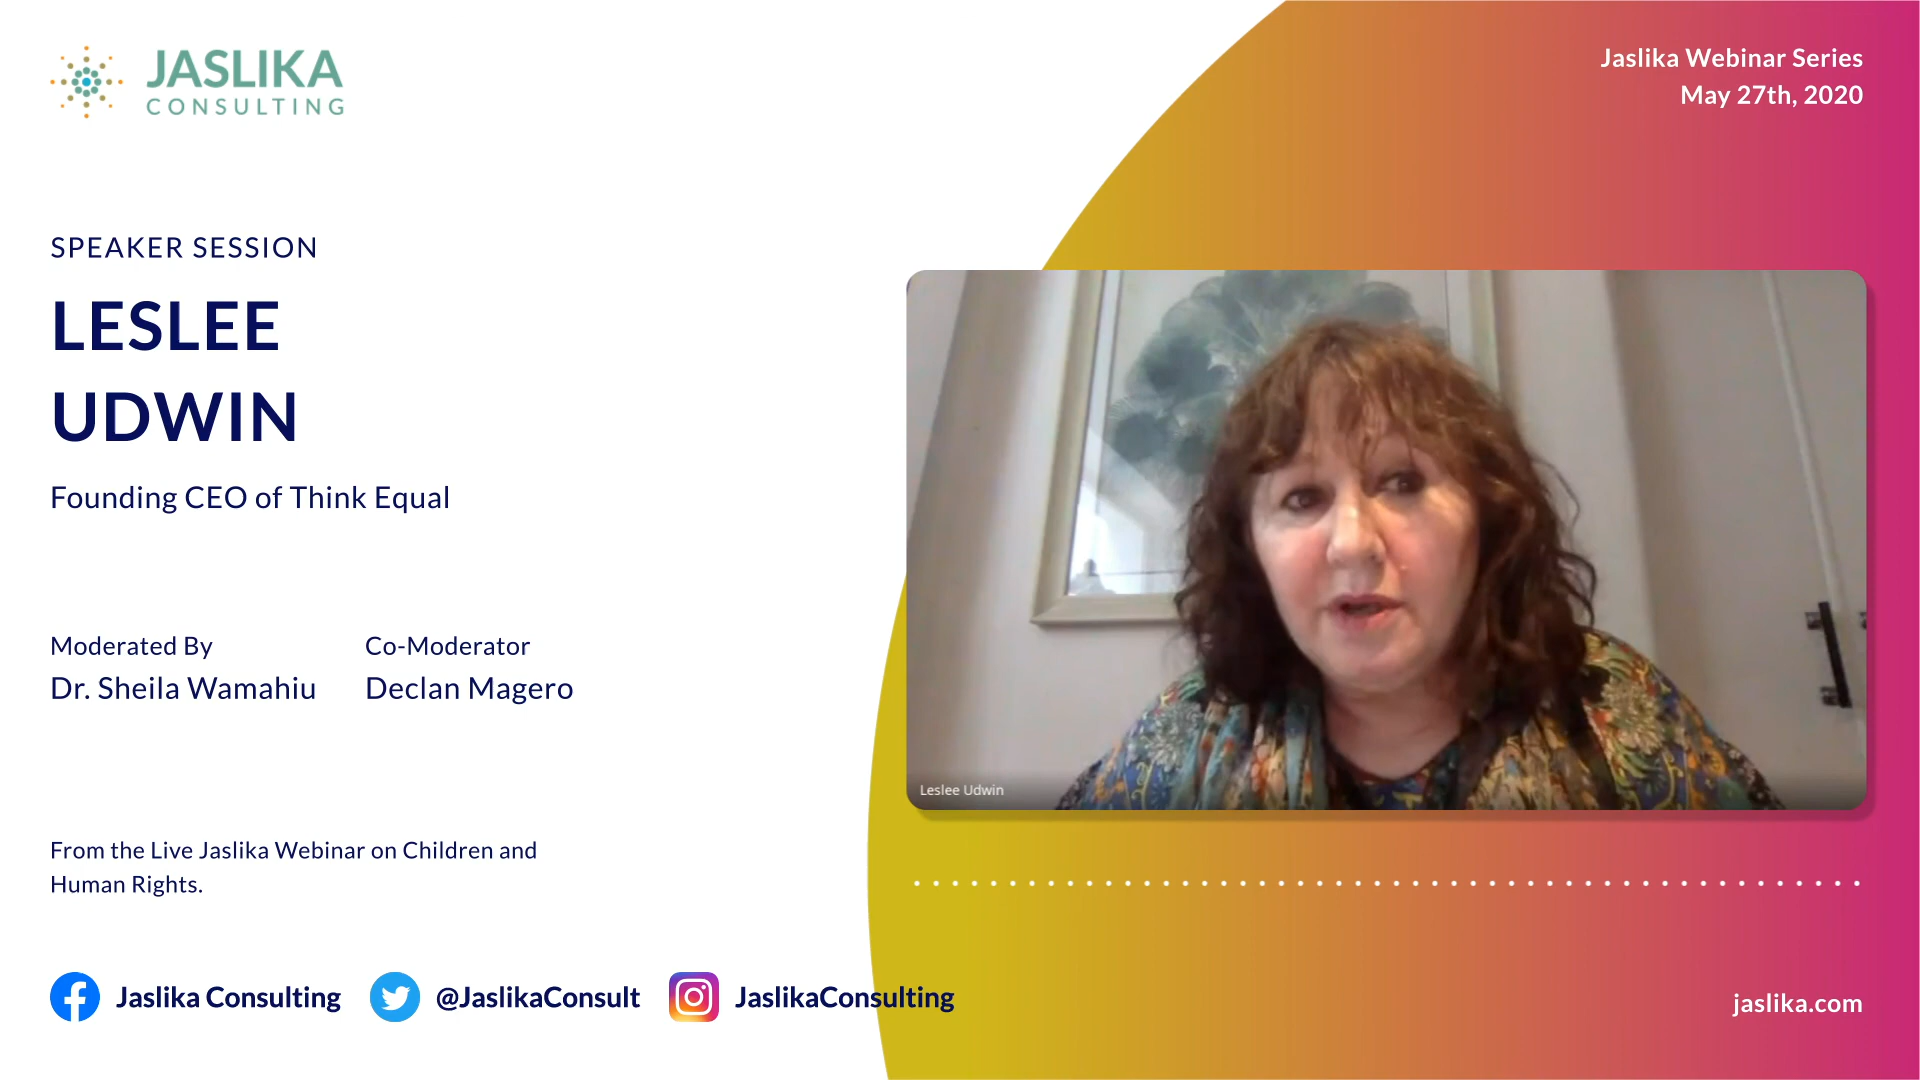 JASLIKA
CONSULTING
Jaslika Webinar Series
May 27th, 2020
SPEAKER SESSION
LESLEE
UDWIN
Founding CEO of Think Equal
Moderated By
Dr. Sheila Wamahiu
Co-Moderator
Declan Magero
Leslee Udwin
From the Live Jaslika Webinar on Children and
Human Rights.
Jaslika Consulting
@JaslikaConsult
JaslikaConsulting
jaslika.com